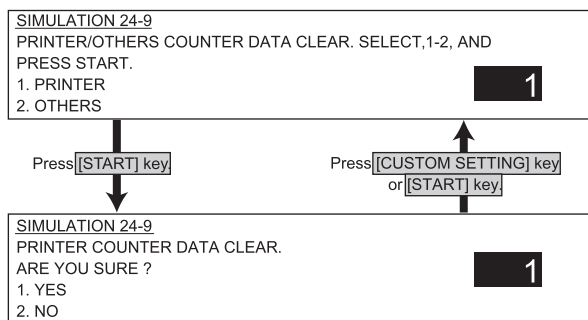 SIMULATION 24-9
PRINTER/OTHERS COUNTER DATA CLEAR. SELECT,1-2, AND
PRESS START.
1. PRINTER
2. OTHERS
1
Press [START] key.
Press [CUSTOM SETTING] key
or [START] key.
SIMULATION 24-9
PRINTER COUNTER DATA CLEAR.
ARE YOU SURE ?
1. YES
2. NO
1